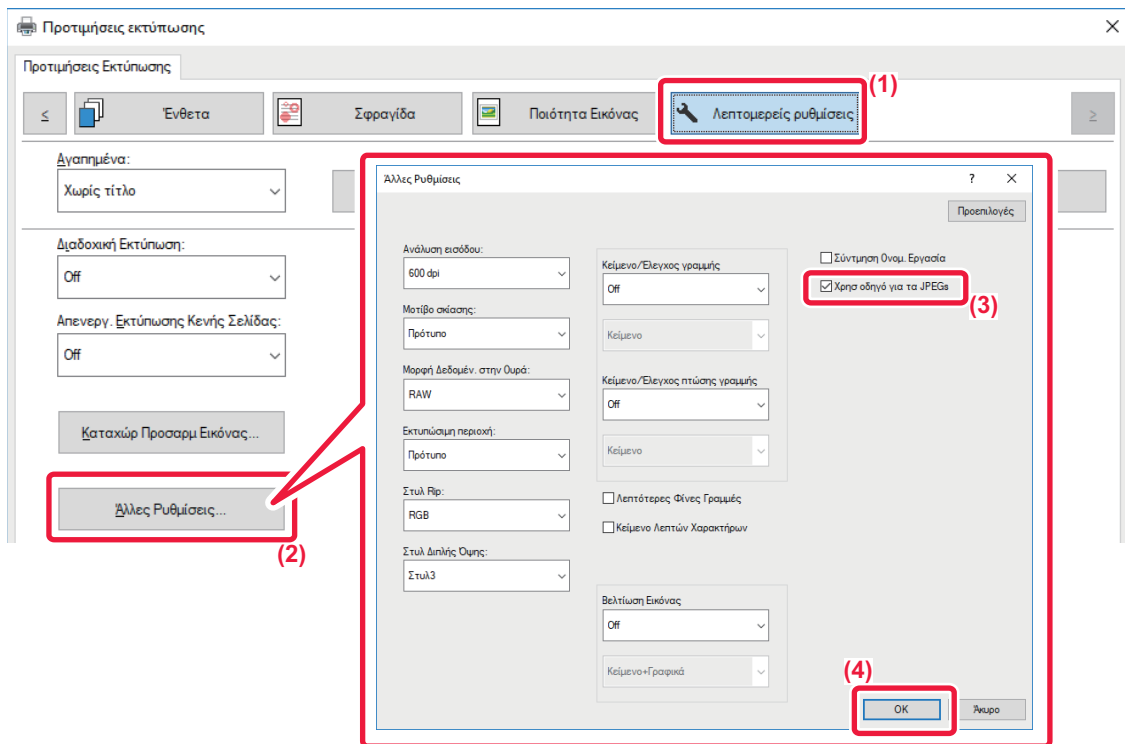 Προτιμήσεις εκτύπωσης
Προτιμήσεις Εκτύπωσης
(1)
< Ένθετα Σφραγίδα Ποιότητα Εικόνας Λεπτομερείς ρυθμίσεις >
Αγαπημένα:
Χωρίς τίτλο
Διαδοχική Εκτύπωση:
Off
Απενεργ. Εκτύπωσης Κενής Σελίδας:
Off
Καταχώρ Προσαρμ Εικόνας...
Άλλες Ρυθμίσεις...
(2)
Άλλες Ρυθμίσεις ?
Προεπιλογές
Ανάλυση εισόδου:
600 dpi
Μοτίβο σκίασης:
Πρότυπο
Μορφή Δεδομέν. στην Ουρά:
RAW
Εκτυπώσιμη περιοχή:
Πρότυπο
Στυλ Rip:
RGB
Στυλ Διπλής Όψης:
Στυλ3
Κείμενο/Έλεγχος γραμμής
Off
Κείμενο
Κείμενο/Έλεγχος πτώσης γραμμής
Off
Κείμενο
Λεπτότερες Φίνες Γραμμές
Κείμενο Λεπτών Χαρακτήρων
Βελτίωση Εικόνας
Off
Κείμενο+Γραφικά
Σύντμηση Ονομ. Εργασία
Χρησ οδηγό για τα JPEGs
(3)
(4)
OK Άκυρο